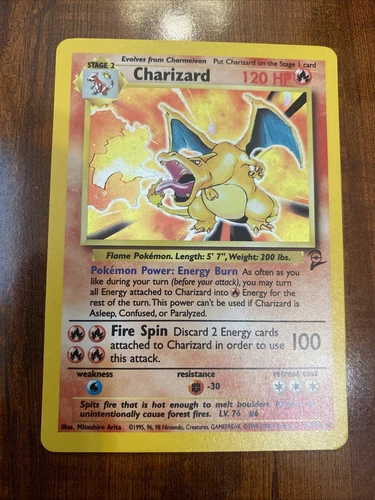 Evolves from Charmeleon Put Charizard on the Stage 1 card
STAGE 2
Charizard 120 HP
Flame Pokémon. Length: 5' 7", Weight: 200 lbs.
2
Pokémon Power: Energy Burn As often as you
like during your turn (before your attack), you may turn
all Energy attached to Charizard into Energy for the
rest of the turn. This power can't be used if Charizard is
Asleep, Confused, or Paralyzed.
Fire Spin Discard 2 Energy cards
attached to Charizard in order to use
this attack.
100
weakness resistance retreat cost
-30
Spits fire that is hot enough to melt boulders.
unintentionally cause forest fires. LV. 76 #6
Illus. Mitsuhiro Arita ©1995, 96, 98 Nintendo, Creatures, GAMEFREAK.